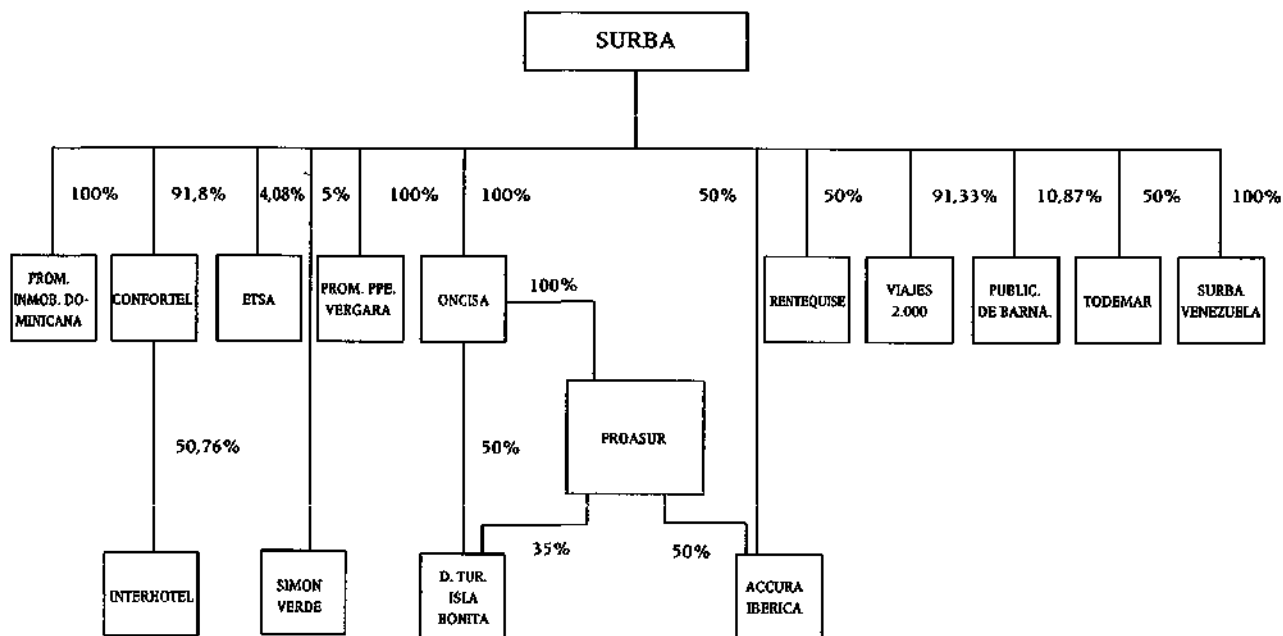 SURBA
100%
91,8%
4,08%
5%
100%
100%
50%
50%
91,33%
10,87%
50%
100%
PROM.
INMOB. DO-
MINICANA
CONFORTEL
ETSA
PROM. PPE.
VERGARA
ONCISA
100%
RENTEQUISE
VIAJES
2.000
PUBLIC.
DE BARNA.
TODEMAR
SURBA
VENEZUELA
PROASUR
50,76%
50%
35%
50%
INTERHOTEL
SIMON
VERDE
D. TUR.
ISLA
BONITA
ACCURA
IBERICA